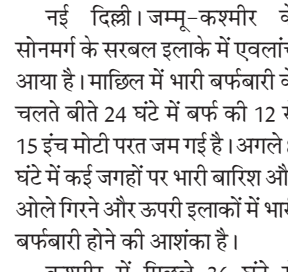 नई दिल्ली। जम्मू-कश्मीर
सोनमर्ग के सरबल इलाके में
आया है। माछिल में भारी बर्फबारी
चलते बीते 24 घंटे में बर्फ की 12
15 इंच मोटी परत जम गई है। अगले
घंटे में कई जगहों पर भारी बारिश
ओले गिरने और ऊपरी इलाकों में
बर्फबारी होने की आशंका है।